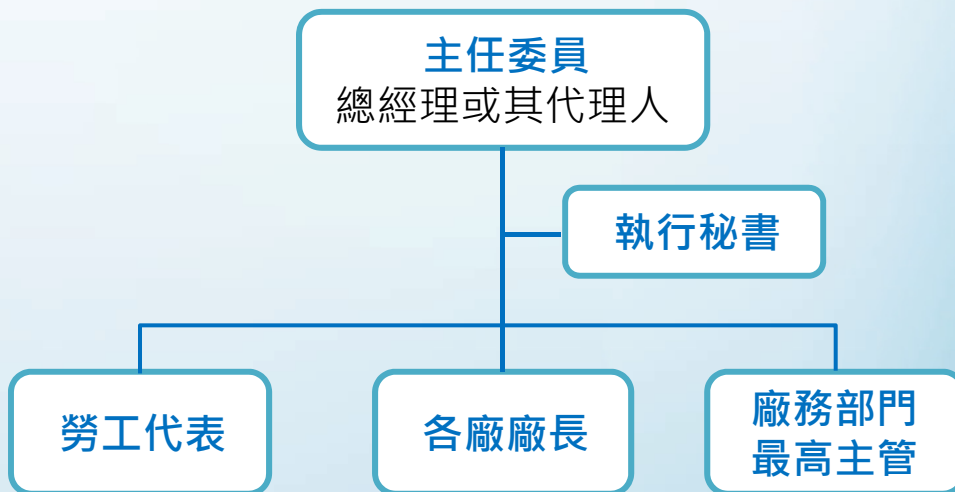 主任委員
總經理或其代理人
執行秘書
勞工代表
各廠廠長
廠務部門
最高主管